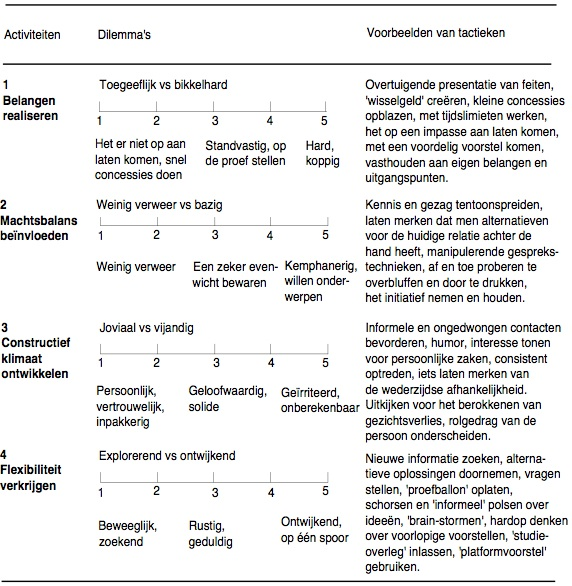 Activiteiten
Dilemma's
Voorbeelden van tactieken
1
Belangen
realiseren
Toegeeflijk vs bikkelhard
1 2 3 4 5
Het er niet op aan
laten komen, snel
concessies doen
Standvastig, op
de proef stellen
Hard,
koppig
Overtuigende presentatie van feiten,
'wisselgeld' creëren, kleine concessies
opblazen, met tijdslimieten werken,
het op een impasse aan laten komen,
met een voordelig voorstel komen,
vasthouden aan eigen belangen en
uitgangspunten.
2
Machtsbalans
beïnvloeden
Weinig verweer vs bazig
1 2 3 4 5
Weinig verweer
Een zeker even-
wicht bewaren
Kemphanerig,
willen onder-
werpen
Kennis en gezag tentoonspreiden,
laten merken dat men alternatieven
voor de huidige relatie achter de
hand heeft, manipulerende gespreks-
technieken, af en toe proberen te
overbluffen en door te drukken,
het initiatief nemen en houden.
3
Constructief
klimaat
ontwikkelen
Joviaal vs vijandig
1 2 3 4 5
Persoonlijk,
vertrouwelijk,
inpakkerig
Geloofwaardig,
solide
Geïrriteerd,
onberekenbaar
Informele en ongedwongen contacten
bevorderen, humor, interesse tonen
voor persoonlijke zaken, consistent
optreden, iets laten merken van
de wederzijdse afhankelijkheid.
Uitkijken voor het berokkenen van
gezichtsverlies, rolgedrag van de
persoon onderscheiden.
4
Flexibiliteit
verkrijgen
Explorerend vs ontwijkend
1 2 3 4 5
Beweeglijk,
zoekend
Rustig,
geduldig
Ontwijkend,
op één spoor
Nieuwe informatie zoeken, alterna-
tieve oplossingen doornemen, vragen
stellen, 'proefballon' oplaten,
schorsen en 'informeel' polsen over
ideeën, 'brain-stormen', hardop denken
over voorlopige voorstellen, 'studie-
overleg' inlassen, 'platformvoorstel'
gebruiken.